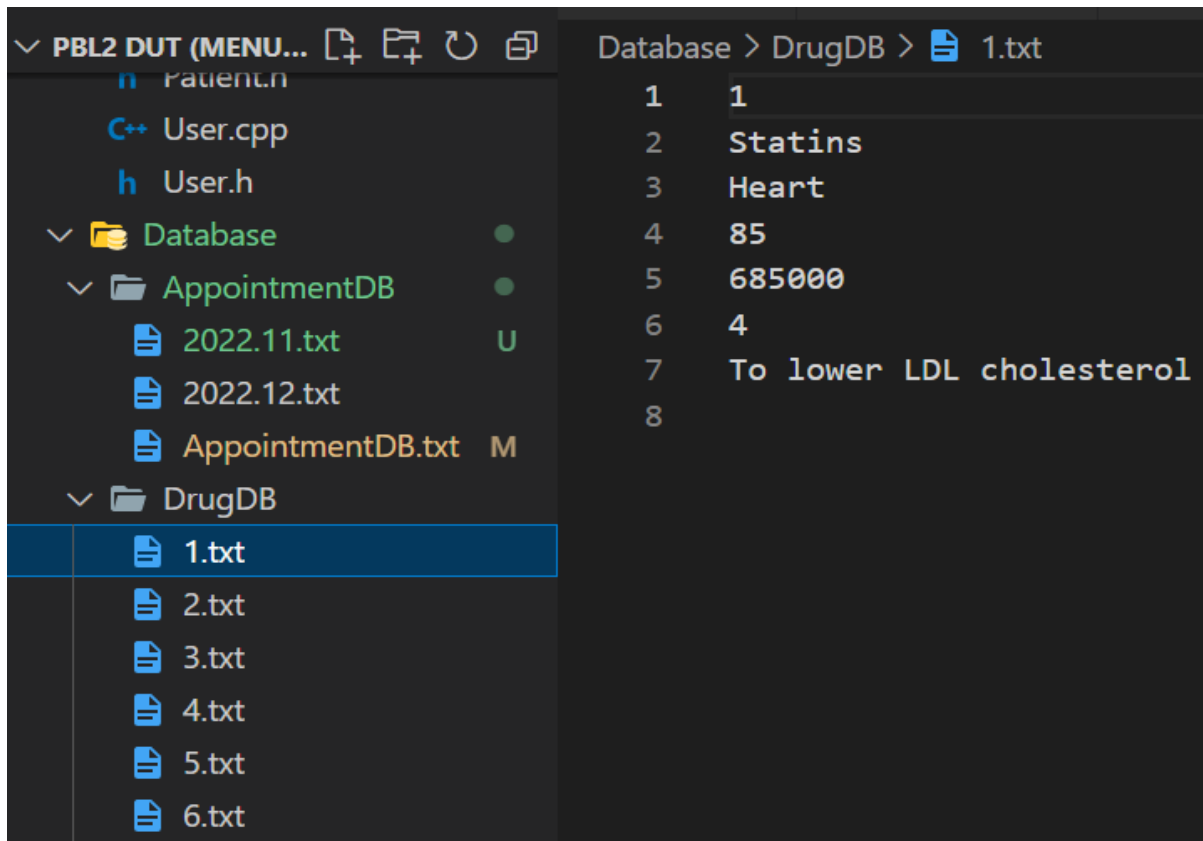 PBL2 DUT (MENU...
Patient.h
C++ User.cpp
h User.h
Database
AppointmentDB
2022.11.txt U
2022.12.txt
AppointmentDB.txt M
DrugDB
1.txt
2.txt
3.txt
4.txt
5.txt
6.txt
Database > DrugDB > 1.txt
1 1
2 Statins
3 Heart
4 85
5 685000
6 4
7 To lower LDL cholesterol
8